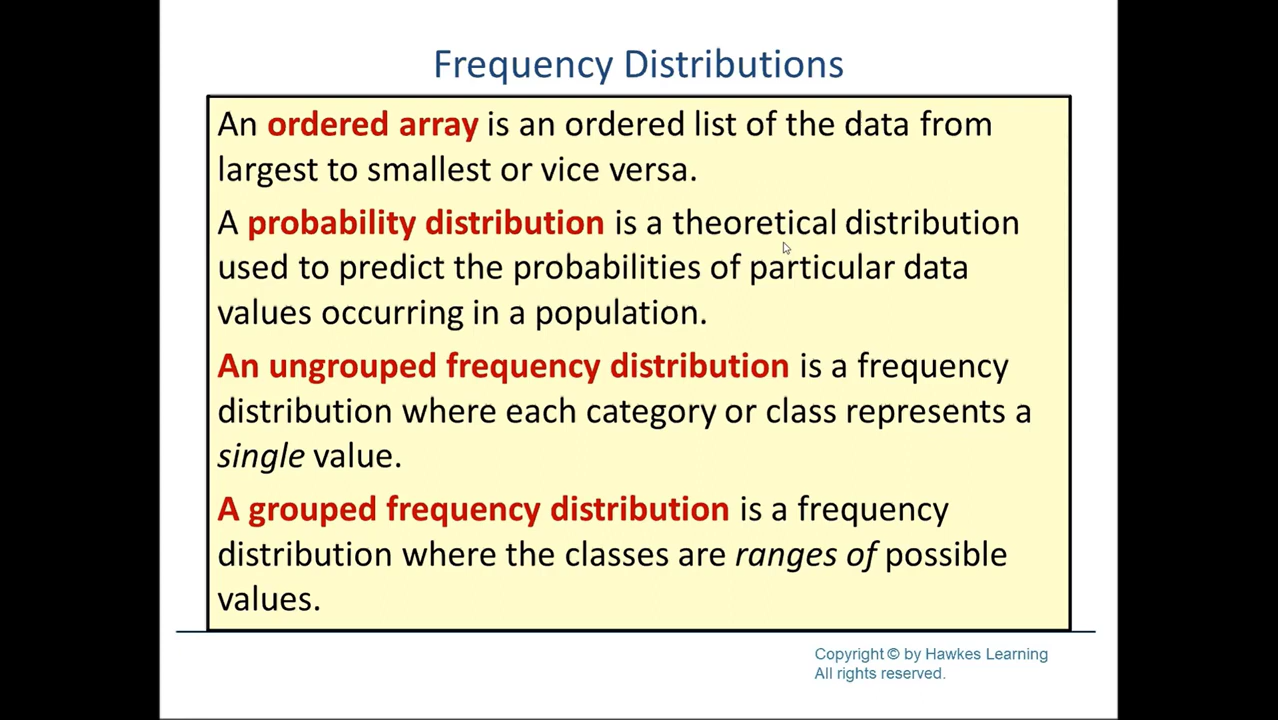 Frequency Distributions
An ordered array is an ordered list of the data from
largest to smallest or vice versa.
A probability distribution is a theoretical distribution
used to predict the probabilities of particular data
values occurring in a population.
An ungrouped frequency distribution is a frequency
distribution where each category or class represents a
single value.
A grouped frequency distribution is a frequency
distribution where the classes are ranges of possible
values.
Copyright © by Hawkes Learning
All rights reserved.